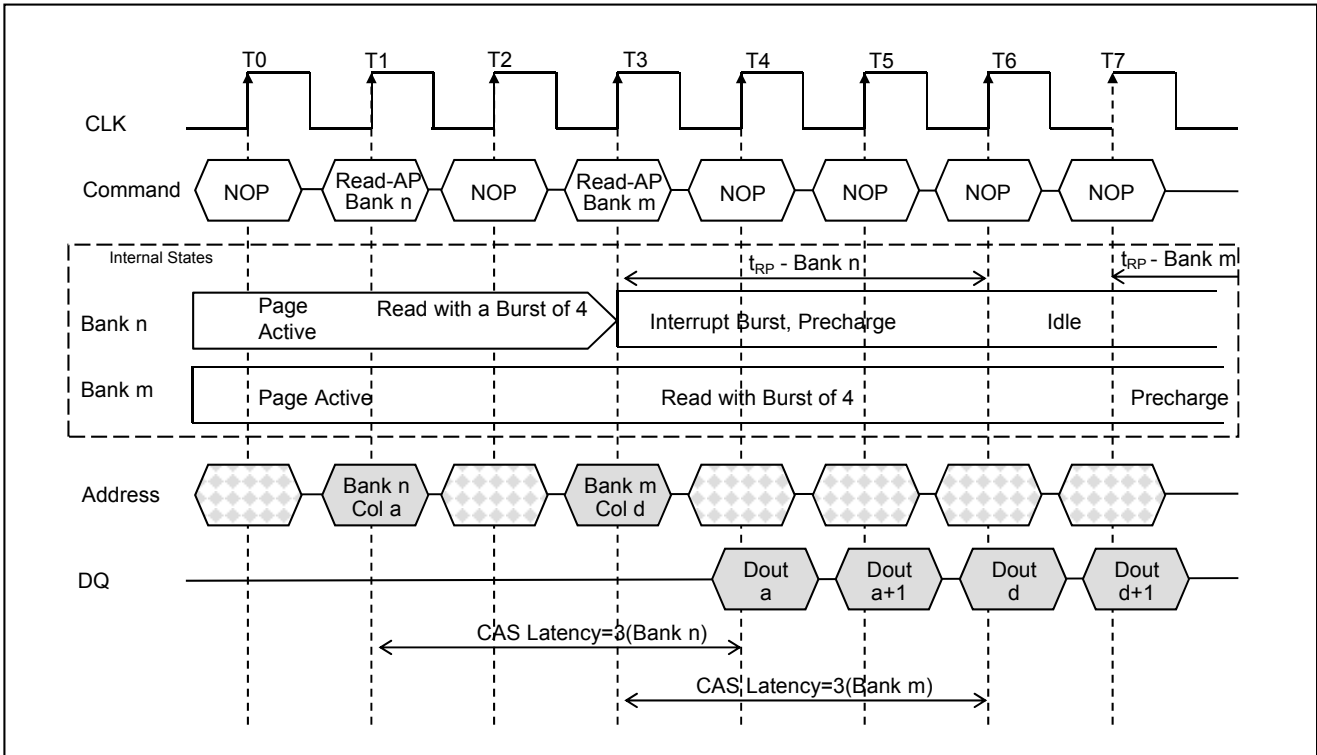 T0 T1 T2 T3 T4 T5 T6 T7
CLK
Command
NOP
Read-AP
Bank n
NOP
Read-AP
Bank m
NOP
NOP
NOP
NOP
Internal States
tRP - Bank n
tRP - Bank m
Bank n
Page
Active
Read with a Burst of 4
Interrupt Burst, Precharge
Idle
Bank m
Page Active
Read with Burst of 4
Precharge
Address
Bank n
Col a
Bank m
Col d
DQ
Dout
a
Dout
a+1
Dout
d
Dout
d+1
CAS Latency=3(Bank n)
CAS Latency=3(Bank m)